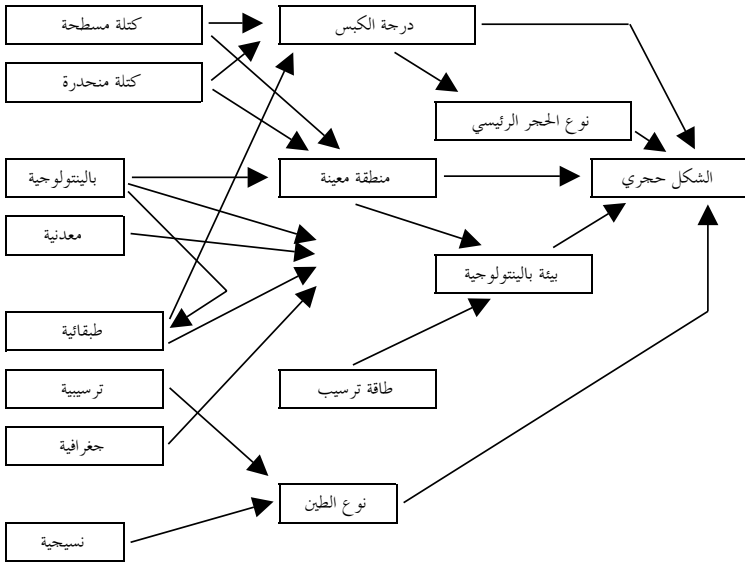 كتلة مسطحة
درجة الكبس
كتلة منحدرة
نوع الحجر الرئيسي
بالينتولوجية
منطقة معينة
الشكل حجري
معدنية
بيئة بالينتولوجية
طبقائية
ترسيبية
طاقة ترسيب
جغرافية
نوع الطين
نسيجية